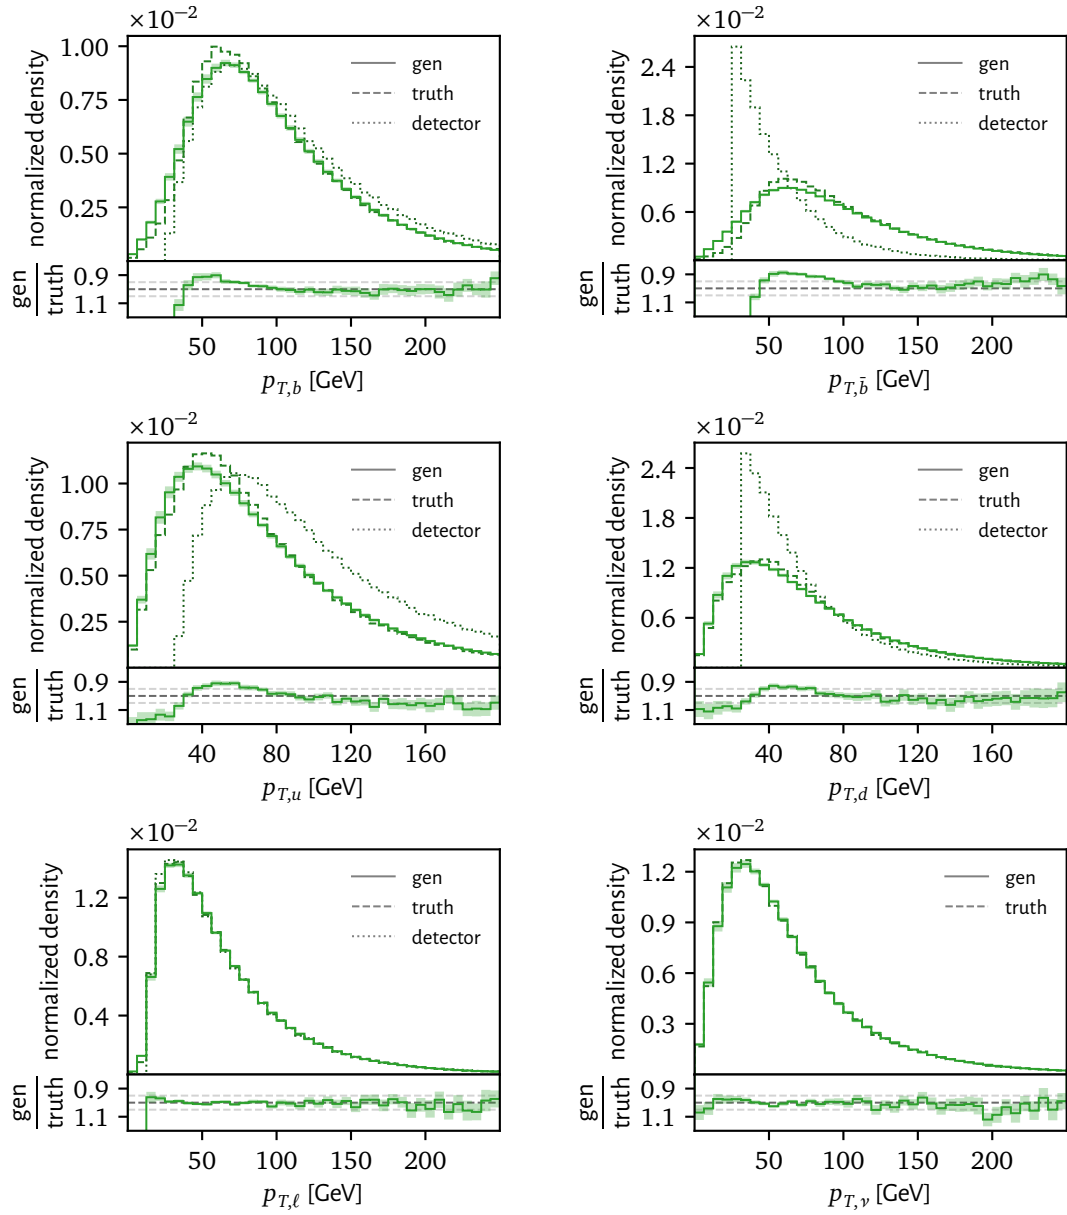 ×10⁻²
normalized density
1.00
0.75
0.50
0.25
gen
truth
detector
gen
truth
0.9
1.1
50 100 150 200
p_{T,b} [GeV]
×10⁻²
normalized density
2.4
1.8
1.2
0.6
gen
truth
detector
gen
truth
0.9
1.1
50 100 150 200
p_{T,b̄} [GeV]
×10⁻²
normalized density
1.00
0.75
0.50
0.25
gen
truth
detector
gen
truth
0.9
1.1
40 80 120 160
p_{T,u} [GeV]
×10⁻²
normalized density
2.4
1.8
1.2
0.6
gen
truth
detector
gen
truth
0.9
1.1
40 80 120 160
p_{T,d} [GeV]
×10⁻²
normalized density
1.2
0.8
0.4
gen
truth
detector
gen
truth
0.9
1.1
50 100 150 200
p_{T,ℓ} [GeV]
×10⁻²
normalized density
1.2
0.9
0.6
0.3
gen
truth
gen
truth
0.9
1.1
50 100 150 200
p_{T,ν} [GeV]